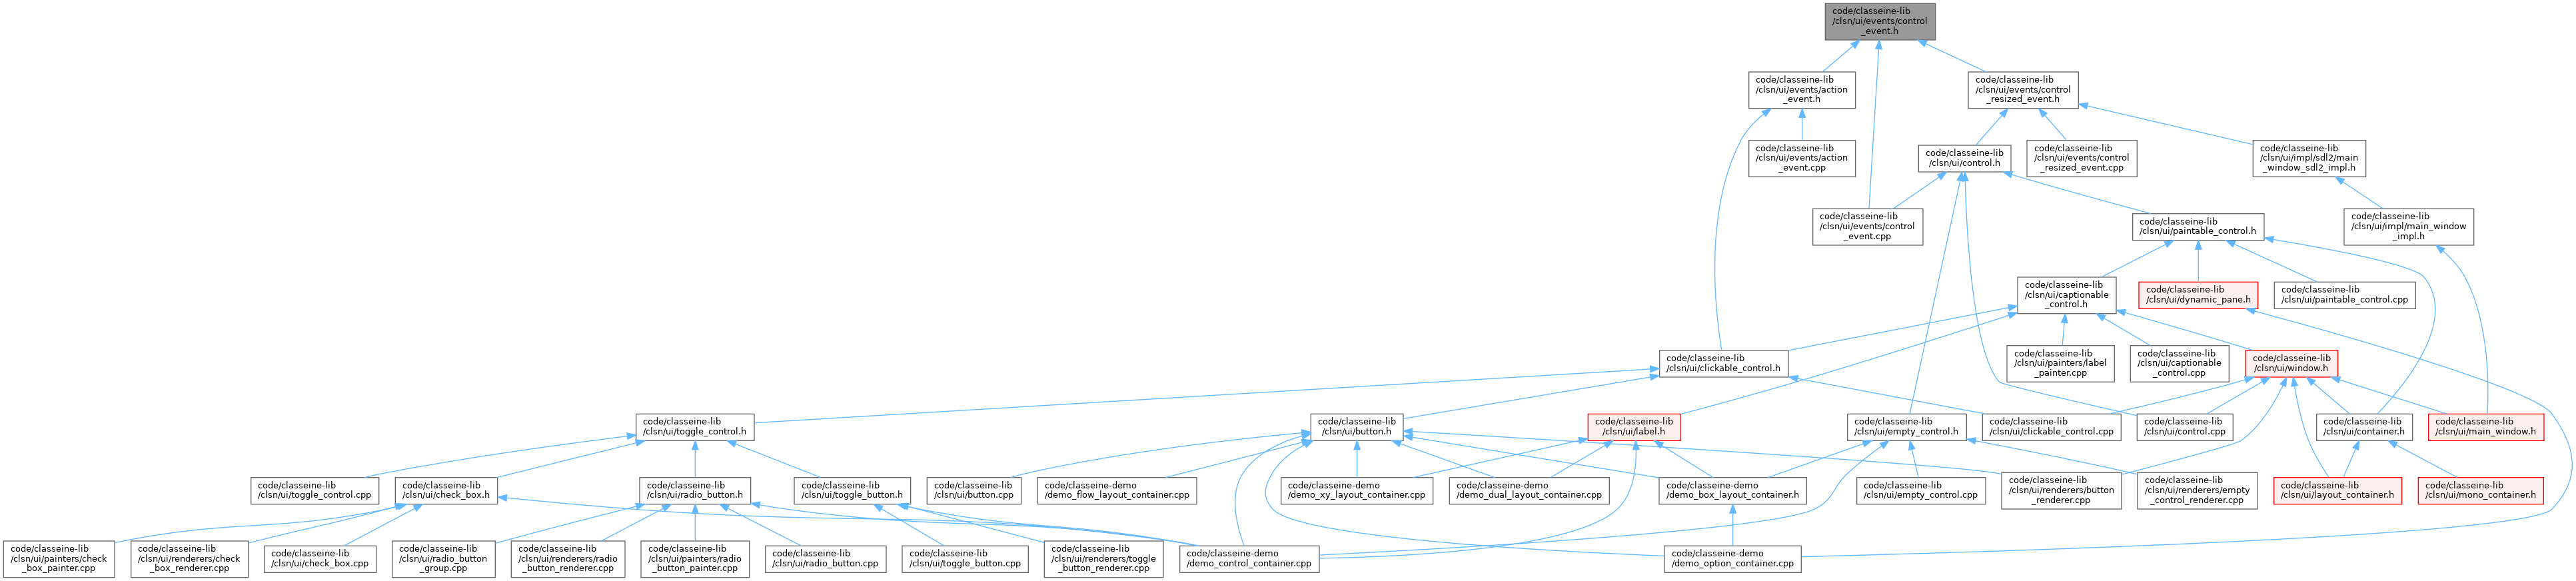 code/classeine-lib
/clsn/ui/events/control
_event.h
code/classeine-lib
/clsn/ui/events/action
_event.h
code/classeine-lib
/clsn/ui/events/control
_resized_event.h
code/classeine-lib
/clsn/ui/events/action
_event.cpp
code/classeine-lib
/clsn/ui/control.h
code/classeine-lib
/clsn/ui/events/control
_resized_event.cpp
code/classeine-lib
/clsn/ui/impl/sdl2/main
_window_sdl2_impl.h
code/classeine-lib
/clsn/ui/events/control
_event.cpp
code/classeine-lib
/clsn/ui/paintable_control.h
code/classeine-lib
/clsn/ui/impl/main_window
_impl.h
code/classeine-lib
/clsn/ui/captionable
_control.h
code/classeine-lib
/clsn/ui/dynamic_pane.h
code/classeine-lib
/clsn/ui/paintable_control.cpp
code/classeine-lib
/clsn/ui/clickable_control.h
code/classeine-lib
/clsn/ui/painters/label
_painter.cpp
code/classeine-lib
/clsn/ui/captionable
_control.cpp
code/classeine-lib
/clsn/ui/window.h
code/classeine-lib
/clsn/ui/toggle_control.h
code/classeine-lib
/clsn/ui/button.h
code/classeine-lib
/clsn/ui/label.h
code/classeine-lib
/clsn/ui/empty_control.h
code/classeine-lib
/clsn/ui/clickable_control.cpp
code/classeine-lib
/clsn/ui/control.cpp
code/classeine-lib
/clsn/ui/container.h
code/classeine-lib
/clsn/ui/main_window.h
code/classeine-lib
/clsn/ui/toggle_control.cpp
code/classeine-lib
/clsn/ui/check_box.h
code/classeine-lib
/clsn/ui/radio_button.h
code/classeine-lib
/clsn/ui/toggle_button.h
code/classeine-lib
/clsn/ui/button.cpp
code/classeine-demo
/demo_flow_layout_container.cpp
code/classeine-demo
/demo_xy_layout_container.cpp
code/classeine-demo
/demo_dual_layout_container.cpp
code/classeine-demo
/demo_box_layout_container.h
code/classeine-lib
/clsn/ui/empty_control.cpp
code/classeine-lib
/clsn/ui/renderers/button
_renderer.cpp
code/classeine-lib
/clsn/ui/renderers/empty
_control_renderer.cpp
code/classeine-lib
/clsn/ui/layout_container.h
code/classeine-lib
/clsn/ui/mono_container.h
code/classeine-lib
/clsn/ui/painters/check
_box_painter.cpp
code/classeine-lib
/clsn/ui/renderers/check
_box_renderer.cpp
code/classeine-lib
/clsn/ui/check_box.cpp
code/classeine-lib
/clsn/ui/radio_button
_group.cpp
code/classeine-lib
/clsn/ui/renderers/radio
_button_renderer.cpp
code/classeine-lib
/clsn/ui/painters/radio
_button_painter.cpp
code/classeine-lib
/clsn/ui/radio_button.cpp
code/classeine-lib
/clsn/ui/toggle_button.cpp
code/classeine-lib
/clsn/ui/renderers/toggle
_button_renderer.cpp
code/classeine-demo
/demo_control_container.cpp
code/classeine-demo
/demo_option_container.cpp